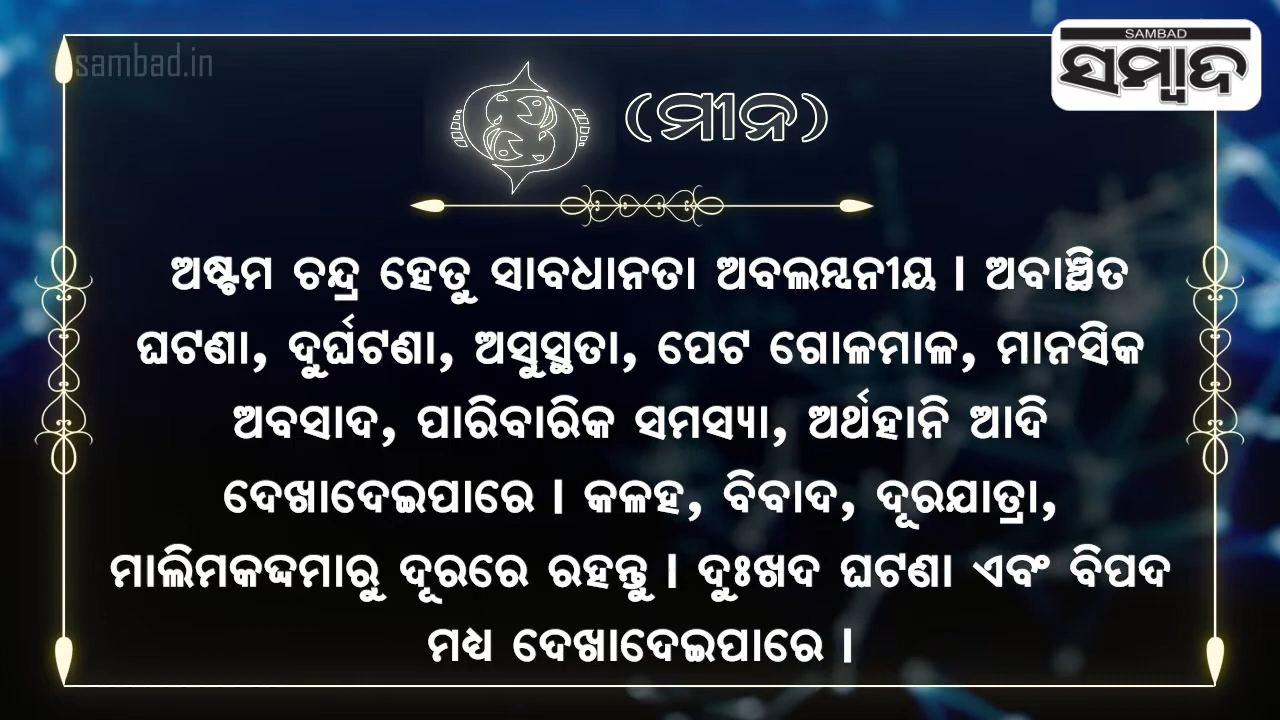 sambad.in
SAMBAD
ସମ୍ବାଦ
(ମୀନ)
ଅଷ୍ଟମ ଚନ୍ଦ୍ର ହେତୁ ସାବଧାନତା ଅବଲମ୍ବନୀୟ । ଅବାଞ୍ଛିତ
ଘଟଣା, ଦୁର୍ଘଟଣା, ଅସୁସ୍ଥତା, ପେଟ ଗୋଳମାଳ, ମାନସିକ
ଅବସାଦ, ପାରିବାରିକ ସମସ୍ୟା, ଅର୍ଥହାନି ଆଦି
ଦେଖାଦେଇପାରେ । କଳହ, ବିବାଦ, ଦୂରଯାତ୍ରା,
ମାଲିମକଦ୍ଦମାରୁ ଦୂରରେ ରହନ୍ତୁ । ଦୁଃଖଦ ଘଟଣା ଏବଂ ବିପଦ
ମଧ୍ୟ ଦେଖାଦେଇପାରେ ।